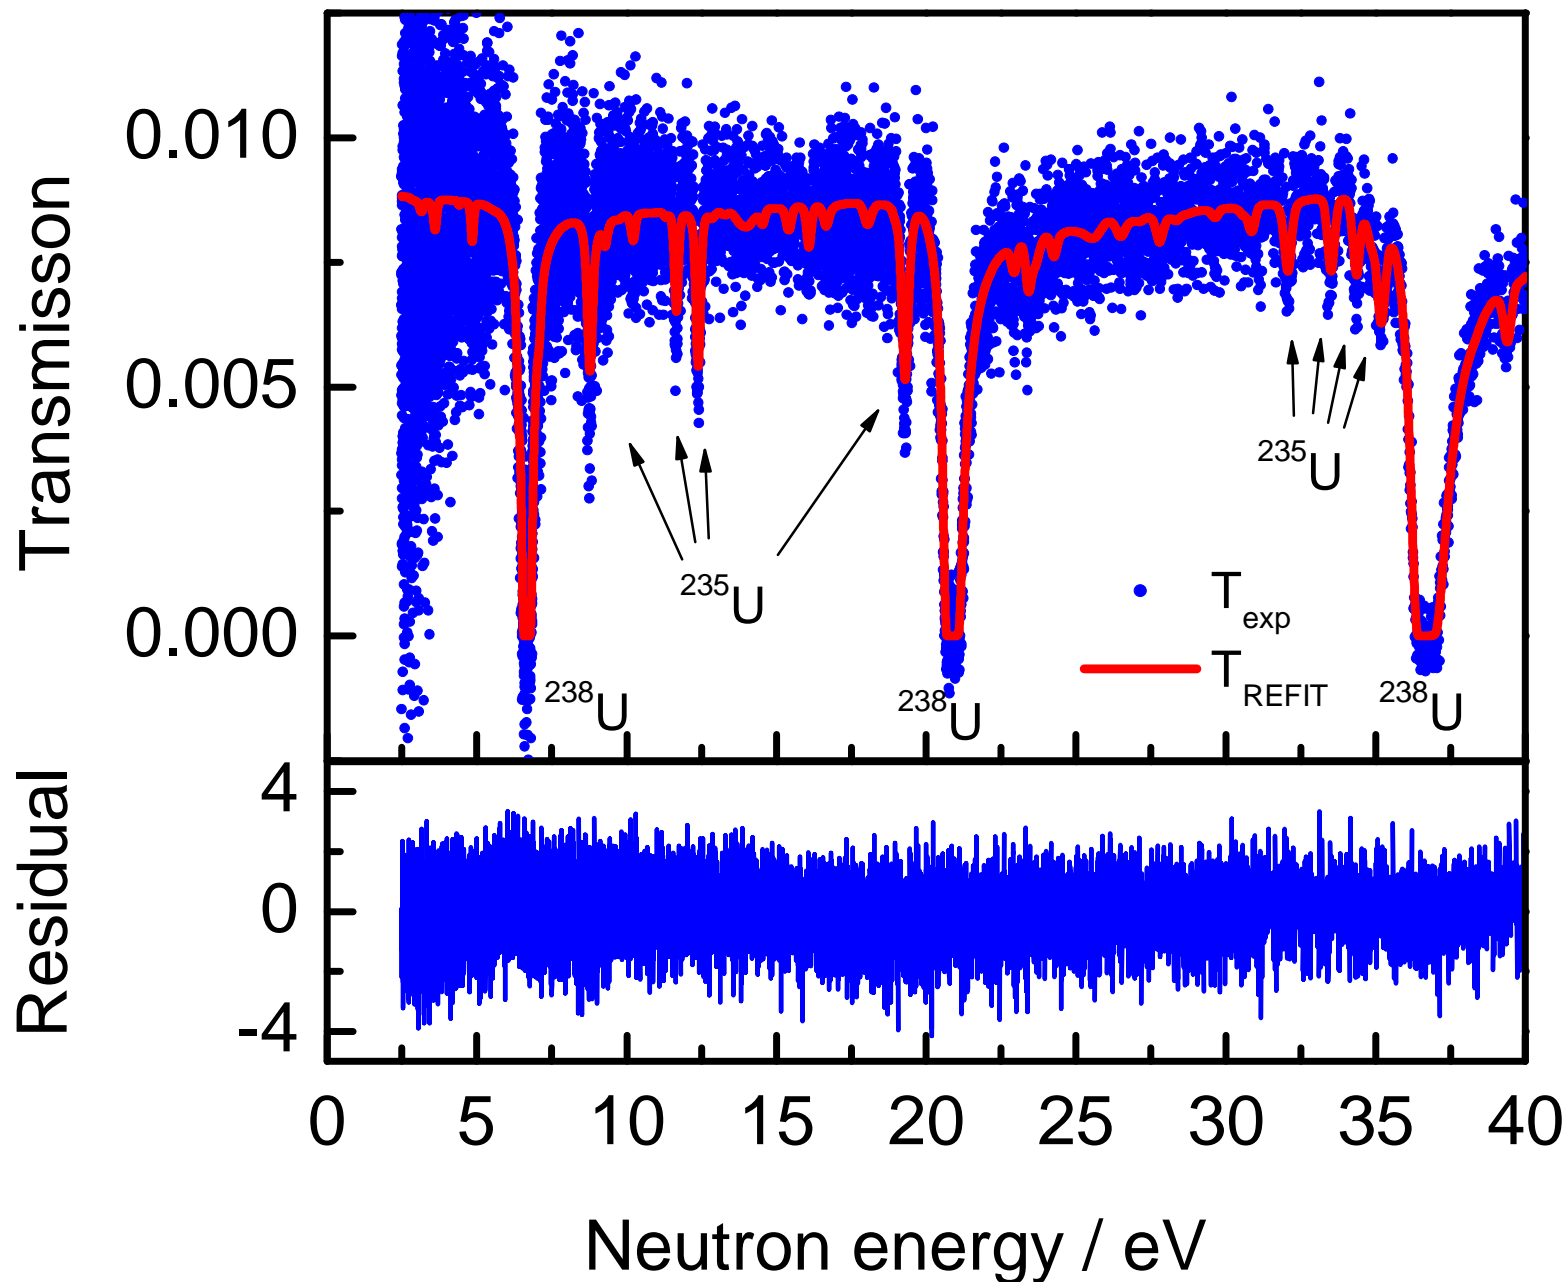 Transmisson
0.010
0.005
0.000
235U
235U
238U
238U
238U
Texp
TREFIT
Residual
4
0
-4
0 5 10 15 20 25 30 35 40
Neutron energy / eV